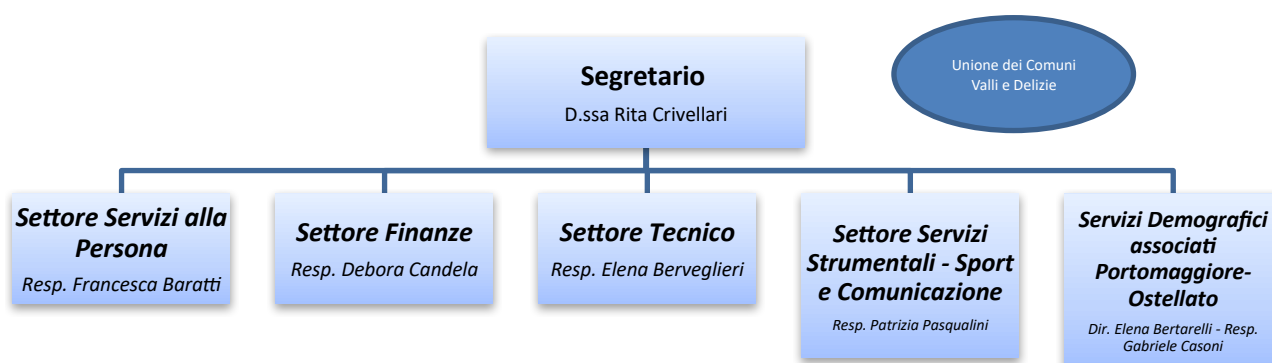 Segretario
D.ssa Rita Crivellari
Unione dei Comuni
Valli e Delizie
Settore Servizi alla
Persona
Resp. Francesca Baratti
Settore Finanze
Resp. Debora Candela
Settore Tecnico
Resp. Elena Berveglieri
Settore Servizi
Strumentali - Sport
e Comunicazione
Resp. Patrizia Pasqualini
Servizi Demografici
associati
Portomaggiore-
Ostellato
Dir. Elena Bertarelli - Resp.
Gabriele Casoni